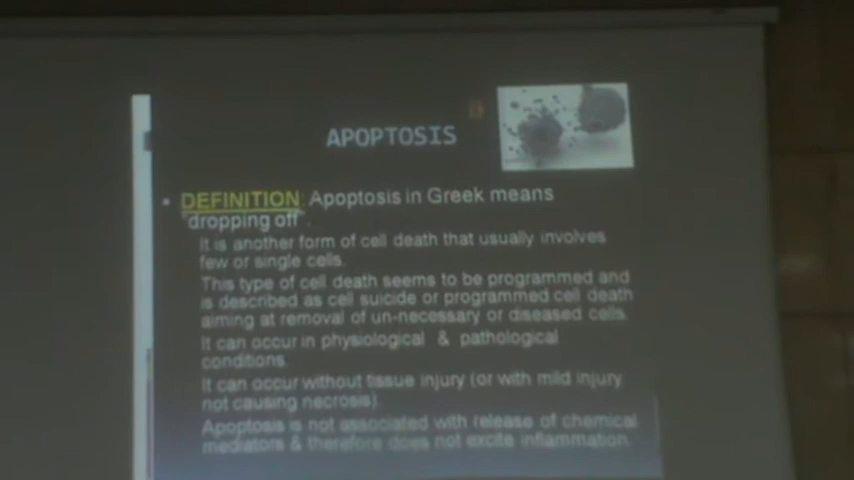 APOPTOSIS
• DEFINITION: Apoptosis in Greek means
"dropping off".
It is another form of cell death that usually involves
few or single cells.
This type of cell death seems to be programmed and
is described as cell suicide or programmed cell death
aiming at removal of un-necessary or diseased cells.
It can occur in physiological & pathological
conditions.
It can occur without tissue injury (or with mild injury
not causing necrosis).
Apoptosis is not associated with release of chemical
mediators & therefore does not excite inflammation.